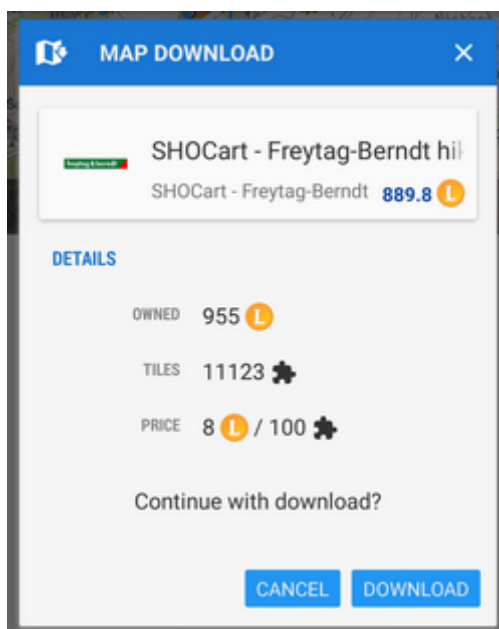 MAP DOWNLOAD
SHOCart - Freytag-Berndt hi
SHOCart - Freytag-Berndt 889.8 L
DETAILS
OWNED 955 L
TILES 11123
PRICE 8 L / 100
Continue with download?
CANCEL DOWNLOAD